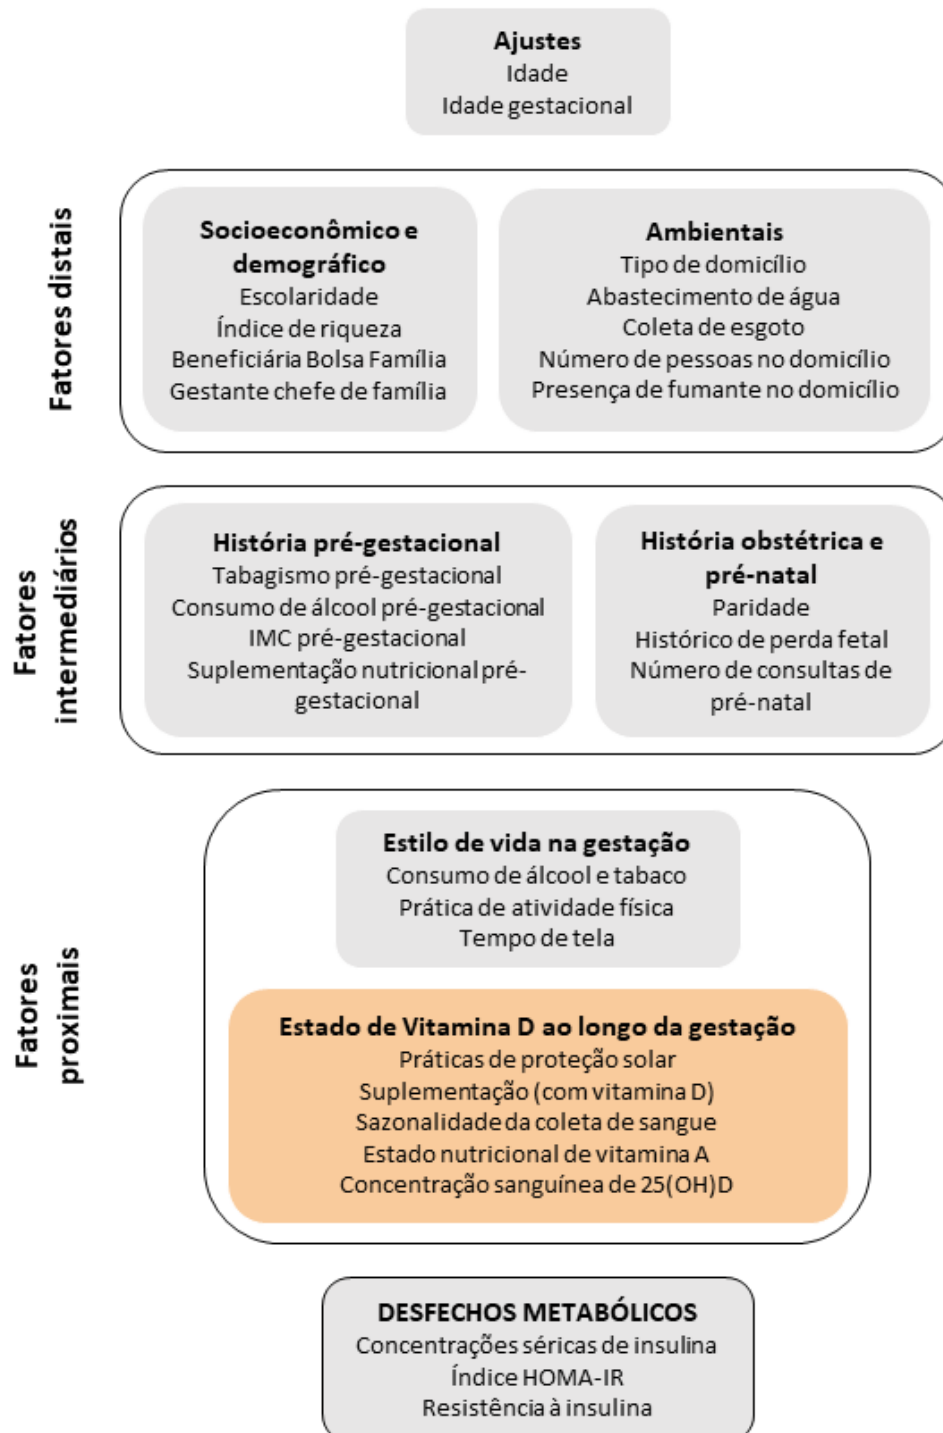 Ajustes
Idade
Idade gestacional
Fatores distais
Socioeconômico e
demográfico
Escolaridade
Índice de riqueza
Beneficiária Bolsa Família
Gestante chefe de família
Ambientais
Tipo de domicílio
Abastecimento de água
Coleta de esgoto
Número de pessoas no domicílio
Presença de fumante no domicílio
Fatores
intermediários
História pré-gestacional
Tabagismo pré-gestacional
Consumo de álcool pré-gestacional
IMC pré-gestacional
Suplementação nutricional pré-
gestacional
História obstétrica e
pré-natal
Paridade
Histórico de perda fetal
Número de consultas de
pré-natal
Fatores
proximais
Estilo de vida na gestação
Consumo de álcool e tabaco
Prática de atividade física
Tempo de tela
Estado de Vitamina D ao longo da gestação
Práticas de proteção solar
Suplementação (com vitamina D)
Sazonalidade da coleta de sangue
Estado nutricional de vitamina A
Concentração sanguínea de 25(OH)D
DESFECHOS METABÓLICOS
Concentrações séricas de insulina
Índice HOMA-IR
Resistência à insulina